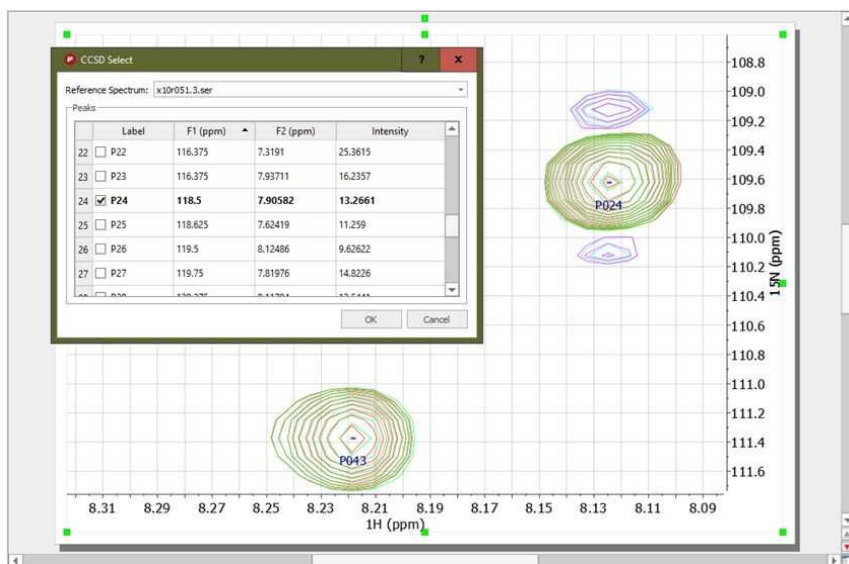 CCSD Select
?
x
Reference Spectrum: x10r051.3.ser
Peaks
Label F1 (ppm) F2 (ppm) Intensity
22 P22 116.375 7.3191 25.3615
23 P23 116.375 7.93711 16.2357
24 P24 118.5 7.90582 13.2661
25 P25 118.625 7.62419 11.259
26 P26 119.5 8.12486 9.62622
27 P27 119.75 7.81976 14.8226
OK Cancel
108.8
109.0
109.2
109.4
109.6
109.8
110.0
110.2
110.4
110.6
110.8
111.0
111.2
111.4
111.6
15N (ppm)
P024
P043
8.31 8.29 8.27 8.25 8.23 8.21 8.19 8.17 8.15 8.13 8.11 8.09
1H (ppm)